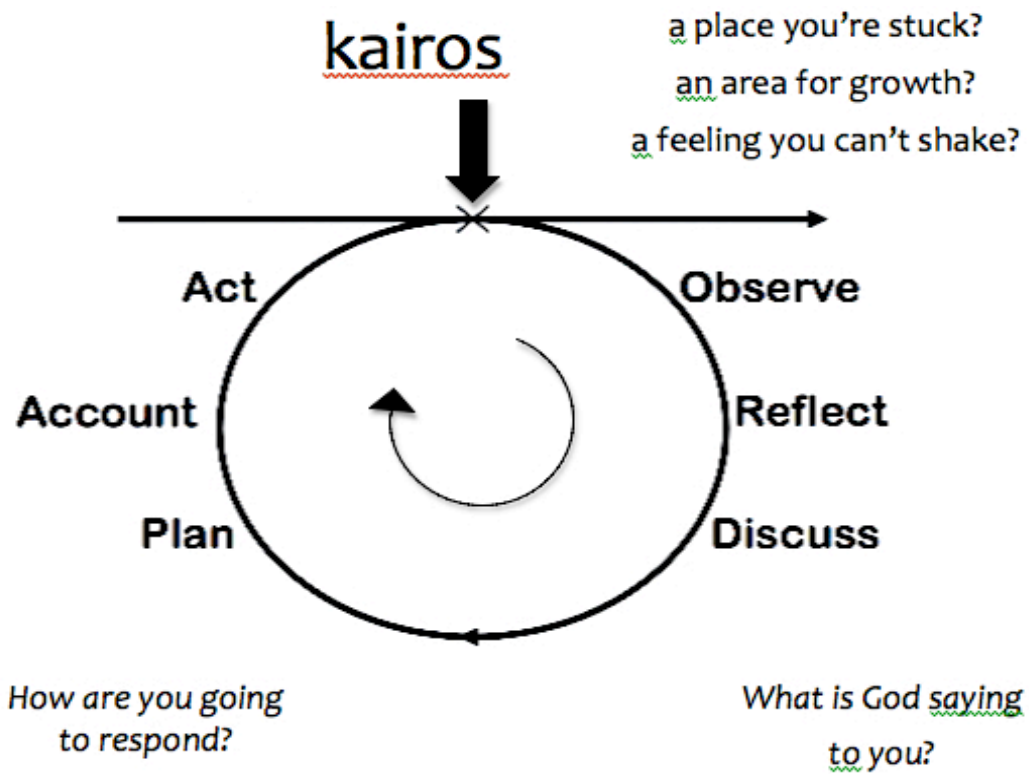 kairos
a place you're stuck?
an area for growth?
a feeling you can't shake?
Act
Observe
Account
Reflect
Plan
Discuss
How are you going
to respond?
What is God saying
to you?